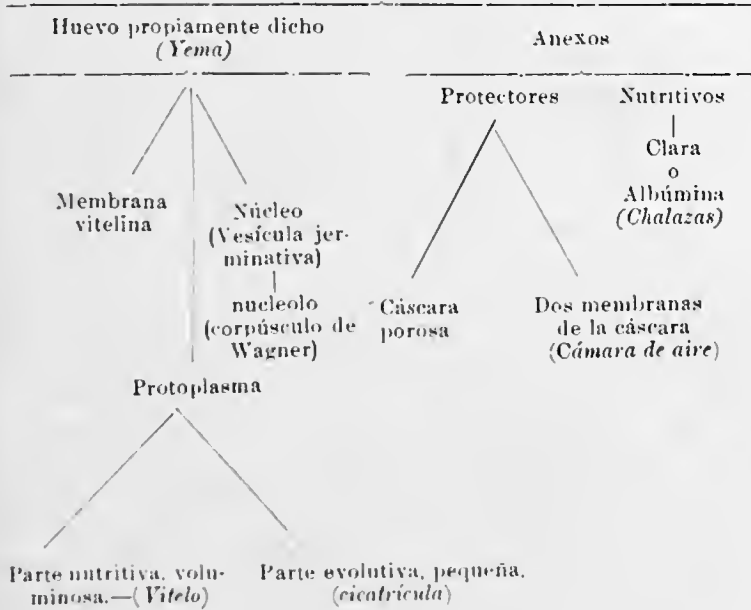 Huevo propiamente dicho
(Yema)
Anexos
Protectores
Nutritivos
Clara
o
Albúmina
(Chalazas)
Membrana
vitelina
Núcleo
(Vesícula jer-
minativa)
nucleolo
(corpúsculo de
Wagner)
Cáscara
porosa
Dos membranas
de la cáscara
(Cámara de aire)
Protoplasma
Parte nutritiva, volu-
minosa.—(Vitelo)
Parte evolutiva, pequeña.
(cicatrícula)